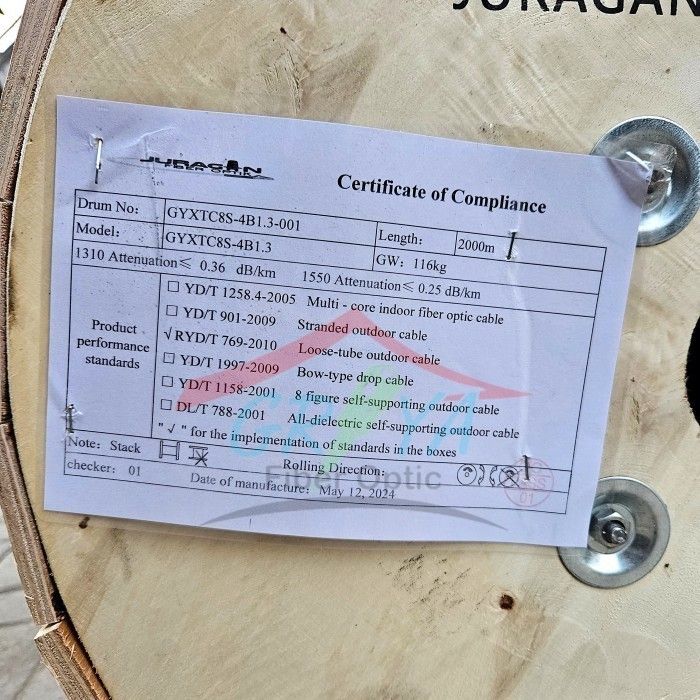 JURAGAN
JURAGAN
FIBER OPTIC
Certificate of Compliance
Drum No: GYXTC8S-4B1.3-001
Length: 2000m
Model: GYXTC8S-4B1.3
GW: 116kg
1310 Attenuation≤ 0.36 dB/km 1550 Attenuation≤ 0.25 dB/km
Product performance standards
☐ YD/T 1258.4-2005 Multi - core indoor fiber optic cable
☐ YD/T 901-2009 Stranded outdoor cable
√RYD/T 769-2010 Loose-tube outdoor cable
☐ YD/T 1997-2009 Bow-type drop cable
☐ YD/T 1158-2001 8 figure self-supporting outdoor cable
☐ DL/T 788-2001 All-dielectric self-supporting outdoor cable
" √ " for the implementation of standards in the boxes
Note: Stack
Rolling Direction:
checker: 01
Date of manufacture: May 12, 2024
01
Fiber Optic